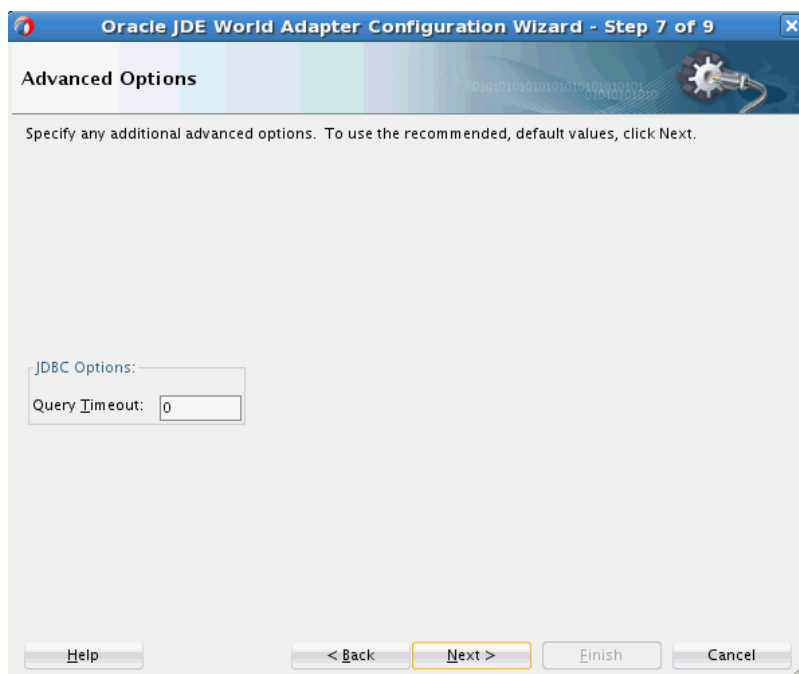 Oracle JDE World Adapter Configuration Wizard - Step 7 of 9
Advanced Options
Specify any additional advanced options. To use the recommended, default values, click Next.
JDBC Options:
Query Timeout: 0
Help < Back Next > Finish Cancel